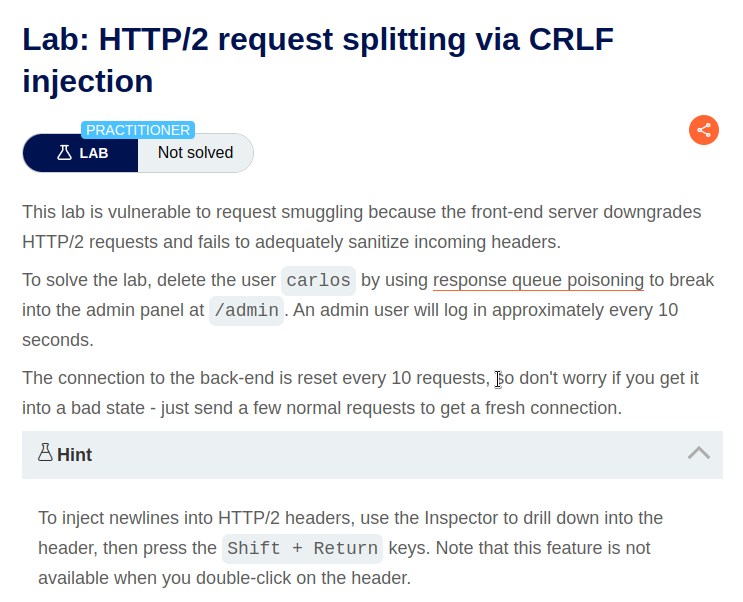 Lab: HTTP/2 request splitting via CRLF
injection
PRACTITIONER
LAB
Not solved
This lab is vulnerable to request smuggling because the front-end server downgrades
HTTP/2 requests and fails to adequately sanitize incoming headers.
To solve the lab, delete the user carlos by using response queue poisoning to break
into the admin panel at /admin. An admin user will log in approximately every 10
seconds.
The connection to the back-end is reset every 10 requests, so don't worry if you get it
into a bad state - just send a few normal requests to get a fresh connection.
Hint
To inject newlines into HTTP/2 headers, use the Inspector to drill down into the
header, then press the Shift + Return keys. Note that this feature is not
available when you double-click on the header.